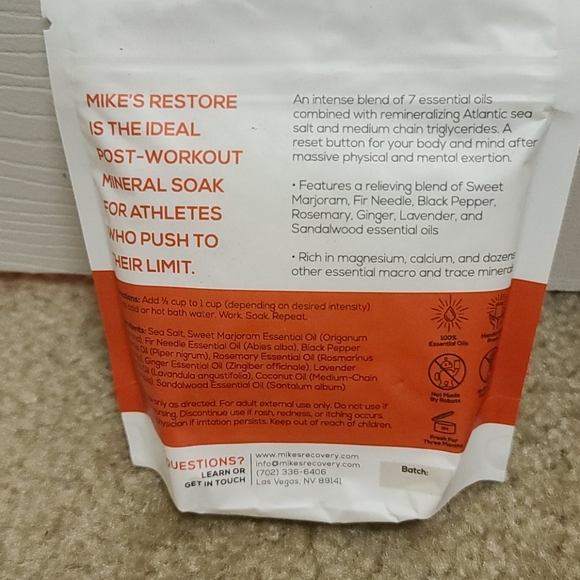 MIKE'S RESTORE
IS THE IDEAL
POST-WORKOUT
MINERAL SOAK
FOR ATHLETES
WHO PUSH TO
THEIR LIMIT.
An intense blend of 7 essential oils
combined with remineralizing Atlantic sea
salt and medium chain triglycerides. A
reset button for your body and mind after
massive physical and mental exertion.
• Features a relieving blend of Sweet
Marjoram, Fir Needle, Black Pepper,
Rosemary, Ginger, Lavender, and
Sandalwood essential oils
• Rich in magnesium, calcium, and dozens
other essential macro and trace mineral
Add ½ cup to 1 cup (depending on desired intensity)
cold or hot bath water. Work. Soak. Repeat.
Sea Salt, Sweet Marjoram Essential Oil (Origanum
Fir Needle Essential Oil (Abies alba), Black Pepper
Oil (Piper nigrum), Rosemary Essential Oil (Rosmarinus
Ginger Essential Oil (Zingiber officinale), Lavender
Oil (Lavandula angustifolia), Coconut Oil (Medium-Chain
Sandalwood Essential Oil (Santalum album)
only as directed. For adult external use only. Do not use if
nursing. Discontinue use if rash, redness, or itching occurs.
physician if irritation persists. Keep out of reach of children.
100%
Essential Oils
Not Made
By Robots
3M
Fresh For
Three Months
QUESTIONS?
LEARN OR
GET IN TOUCH
www.mikesrecovery.com
info@mikesrecovery.com
(702) 336-6406
Las Vegas, NV 89141
Batch: